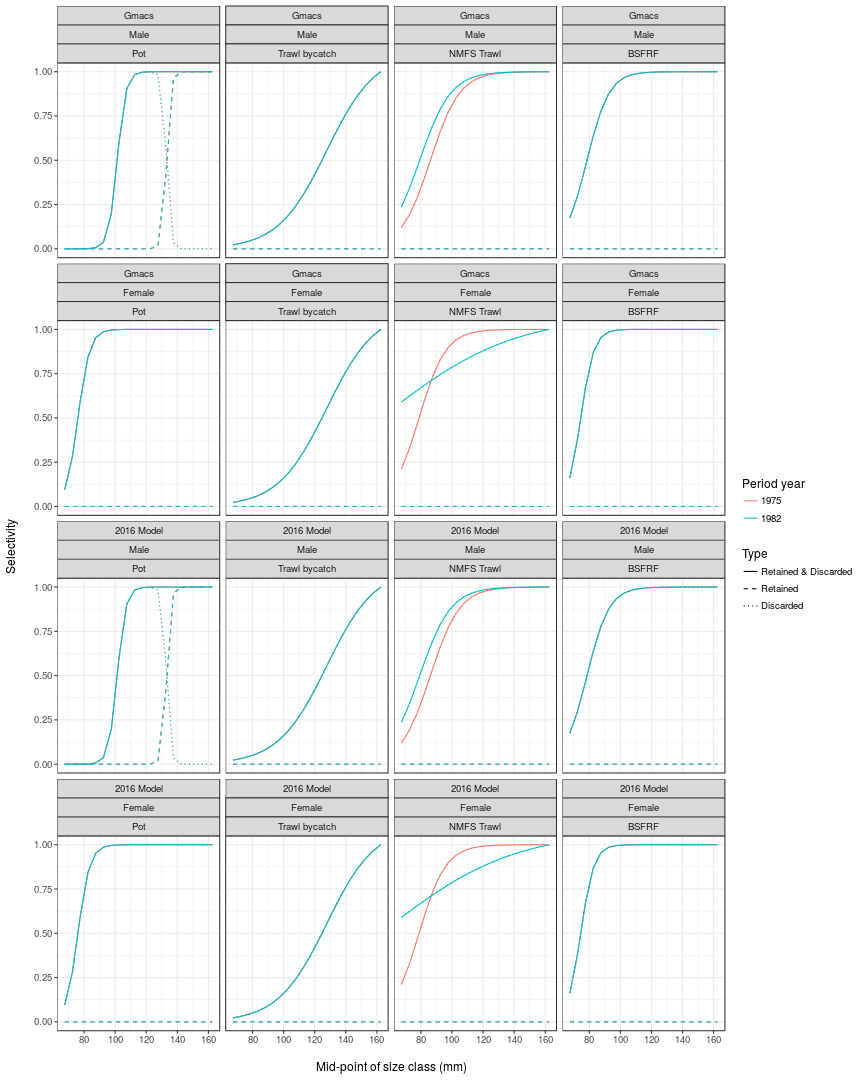 Gmacs Gmacs Gmacs Gmacs
Male Male Male Male
Pot Trawl bycatch NMFS Trawl BSFRF
1.00
0.75
0.50
0.25
0.00
Gmacs Gmacs Gmacs Gmacs
Female Female Female Female
Pot Trawl bycatch NMFS Trawl BSFRF
1.00
0.75
0.50
0.25
0.00
Selectivity
2016 Model 2016 Model 2016 Model 2016 Model
Male Male Male Male
Pot Trawl bycatch NMFS Trawl BSFRF
1.00
0.75
0.50
0.25
0.00
2016 Model 2016 Model 2016 Model 2016 Model
Female Female Female Female
Pot Trawl bycatch NMFS Trawl BSFRF
1.00
0.75
0.50
0.25
0.00
80 100 120 140 160 80 100 120 140 160 80 100 120 140 160 80 100 120 140 160
Mid-point of size class (mm)
Period year
1975
1982
Type
Retained & Discarded
Retained
Discarded